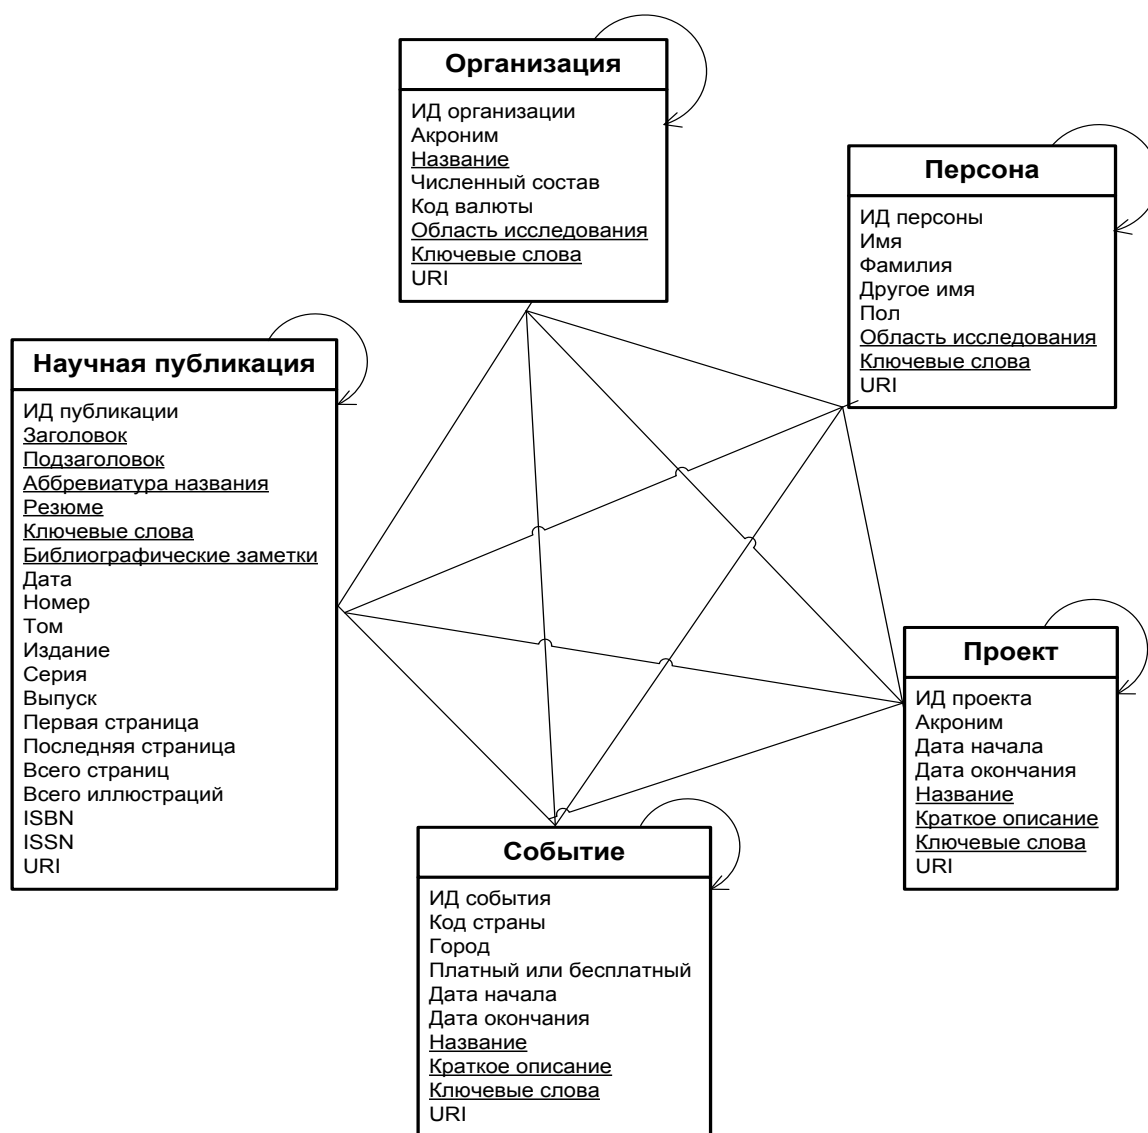 Организация
ИД организации
Акроним
Название
Численный состав
Код валюты
Область исследования
Ключевые слова
URI
Персона
ИД персоны
Имя
Фамилия
Другое имя
Пол
Область исследования
Ключевые слова
URI
Научная публикация
ИД публикации
Заголовок
Подзаголовок
Аббревиатура названия
Резюме
Ключевые слова
Библиографические заметки
Дата
Номер
Том
Издание
Серия
Выпуск
Первая страница
Последняя страница
Всего страниц
Всего иллюстраций
ISBN
ISSN
URI
Проект
ИД проекта
Акроним
Дата начала
Дата окончания
Название
Краткое описание
Ключевые слова
URI
Событие
ИД события
Код страны
Город
Платный или бесплатный
Дата начала
Дата окончания
Название
Краткое описание
Ключевые слова
URI